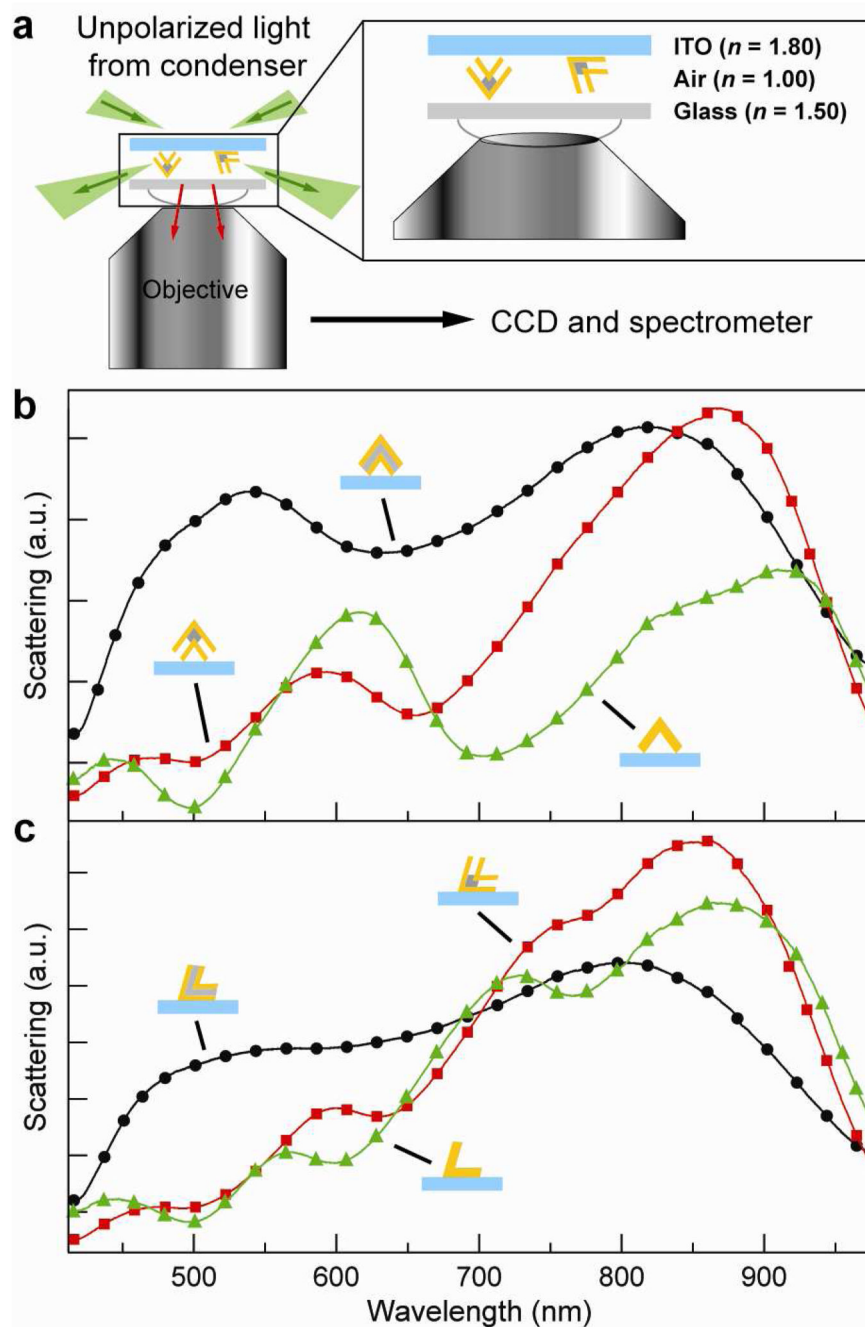 a
Unpolarized light
from condenser
ITO (n = 1.80)
Air (n = 1.00)
Glass (n = 1.50)
Objective
CCD and spectrometer
b
Scattering (a.u.)
c
Scattering (a.u.)
500
600
700
800
900
Wavelength (nm)